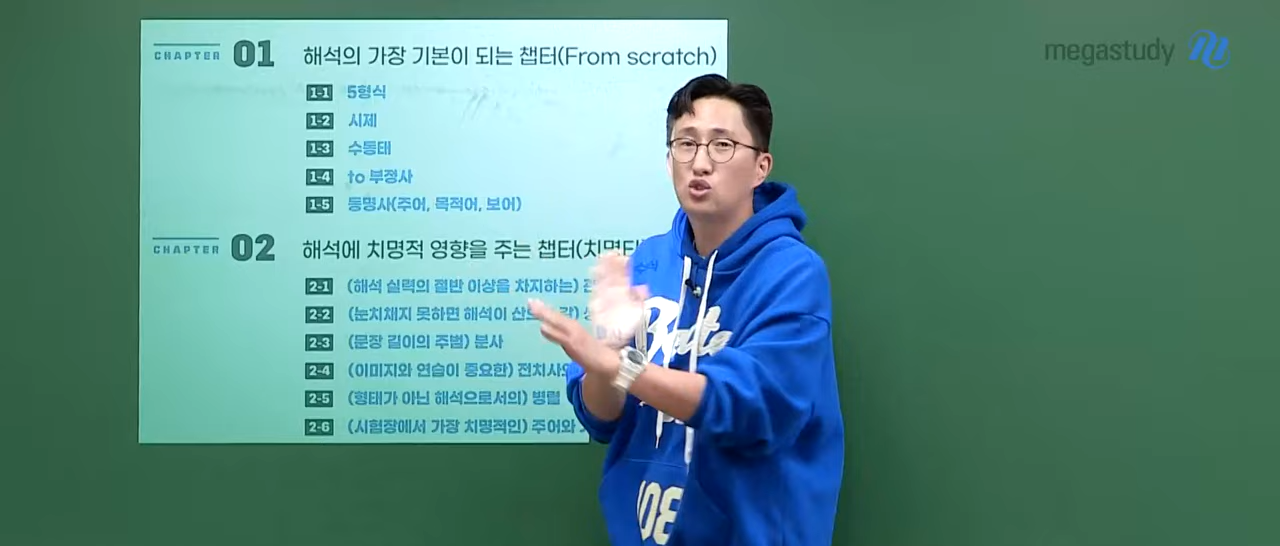 megastudy
CHAPTER 01 해석의 가장 기본이 되는 챕터(From scratch)
1-1 5형식
1-2 시제
1-3 수동태
1-4 to 부정사
1-5 동명사(주어, 목적어, 보어)
CHAPTER 02 해석에 치명적 영향을 주는 챕터(치명타
2-1 (해석 실력의 절반 이상을 차지하는)
2-2 (눈치채지 못하면 해석이
2-3 (문장 길이의 주범) 분사
2-4 (이미지와 연습이 중요한) 전치사와
2-5 (형태가 아닌 해석으로서의) 병렬
2-6 (시험장에서 가장 치명적인) 주어와